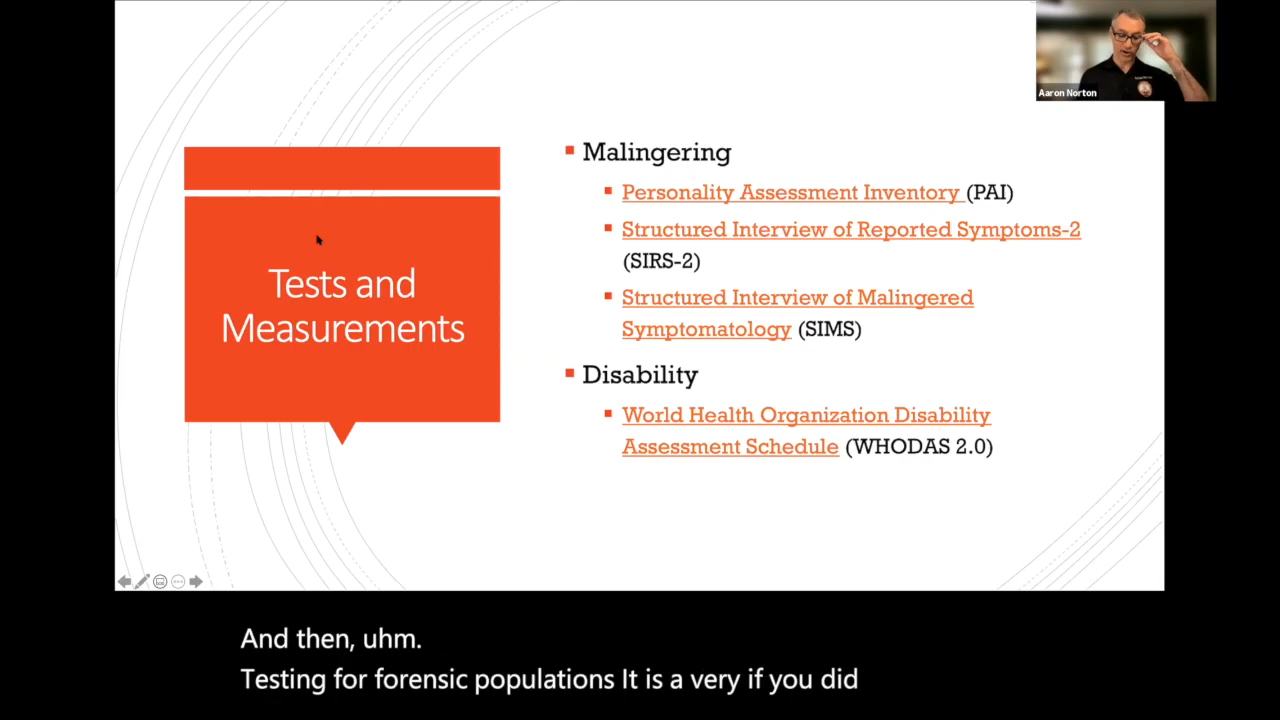 Aaron Norton
Tests and
Measurements
Malingering
Personality Assessment Inventory (PAI)
Structured Interview of Reported Symptoms-2
(SIRS-2)
Structured Interview of Malingered
Symptomatology (SIMS)
Disability
World Health Organization Disability
Assessment Schedule (WHODAS 2.0)
And then, uhm.
Testing for forensic populations It is a very if you did